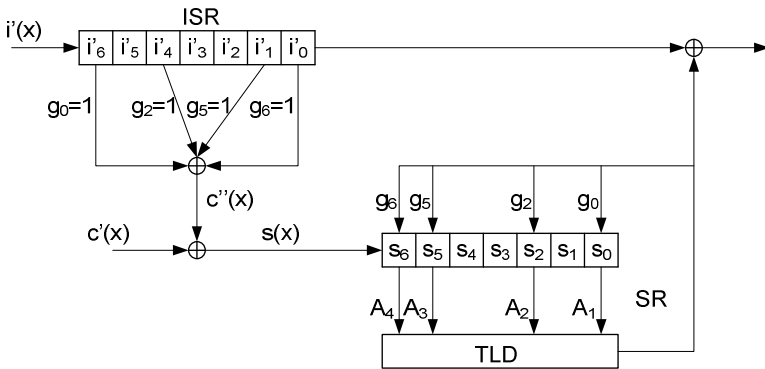 ISR
i'(x)
i'6 i'5 i'4 i'3 i'2 i'1 i'0
g0=1 g2=1 g5=1 g6=1
c''(x)
g6 g5 g2 g0
c'(x) s(x)
s6 s5 s4 s3 s2 s1 s0
A4 A3 A2 A1 SR
TLD